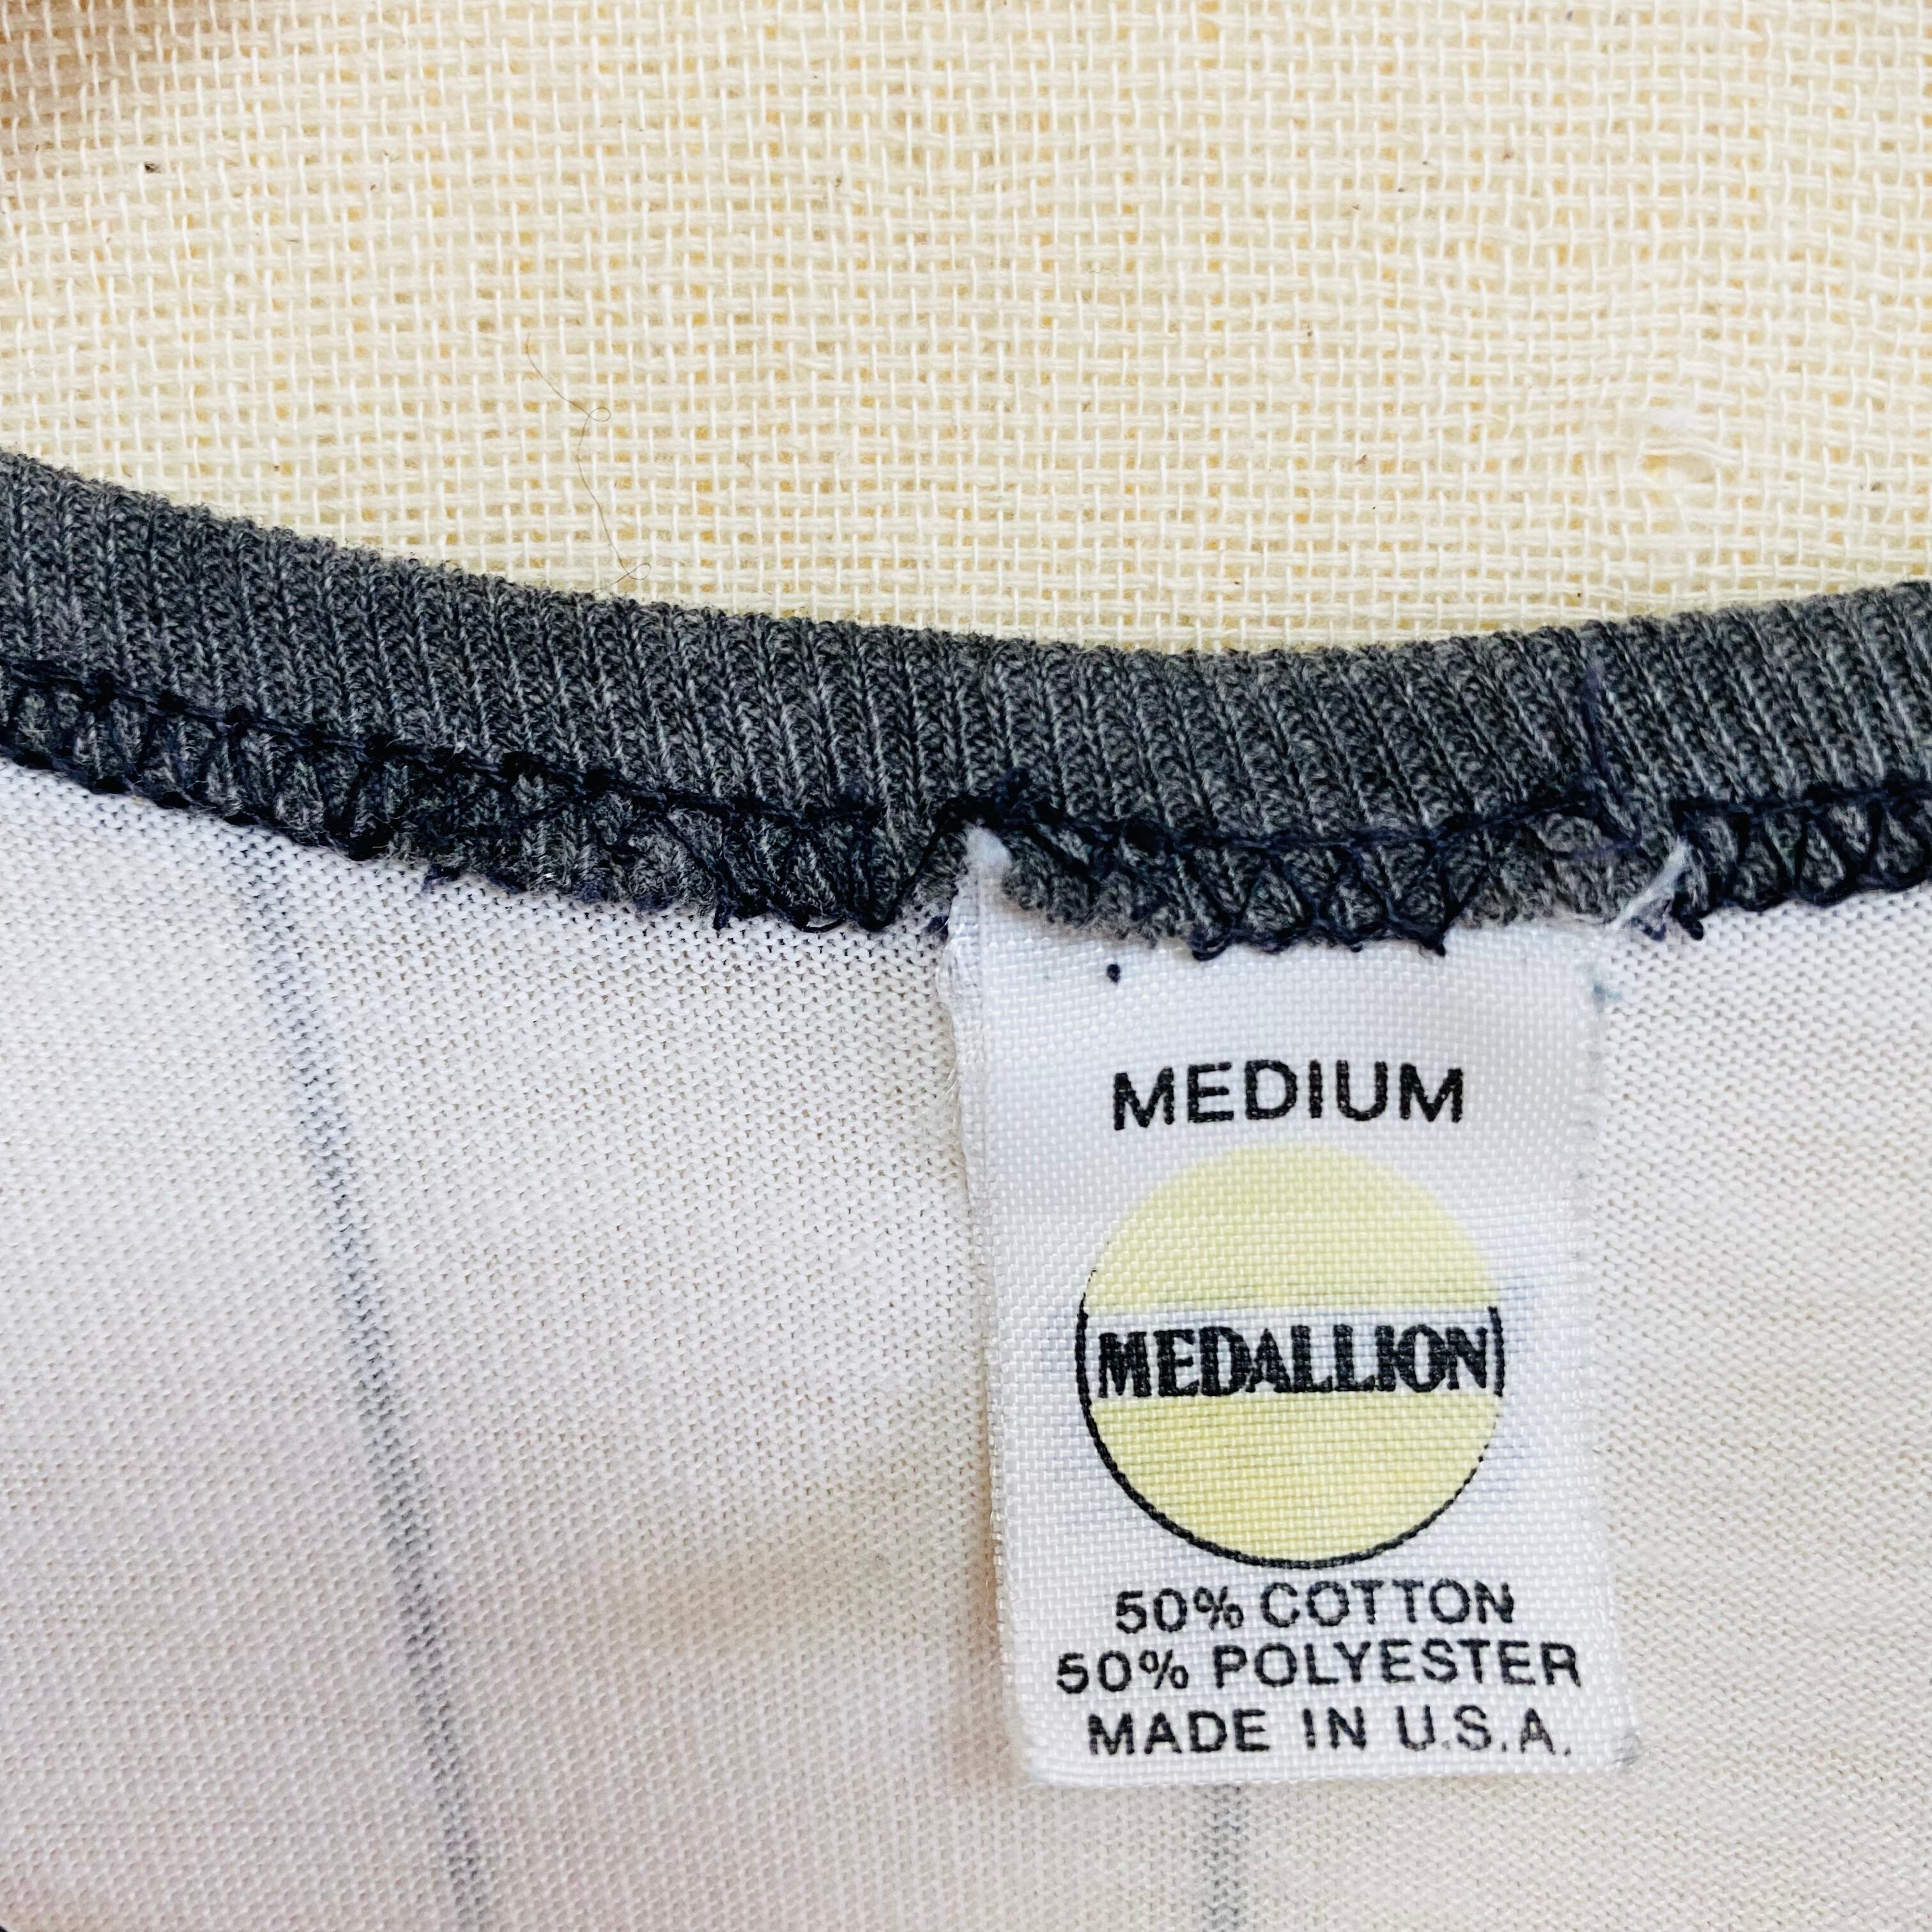 MEDIUM
MEDALLION
50% COTTON
50% POLYESTER
MADE IN U.S.A.